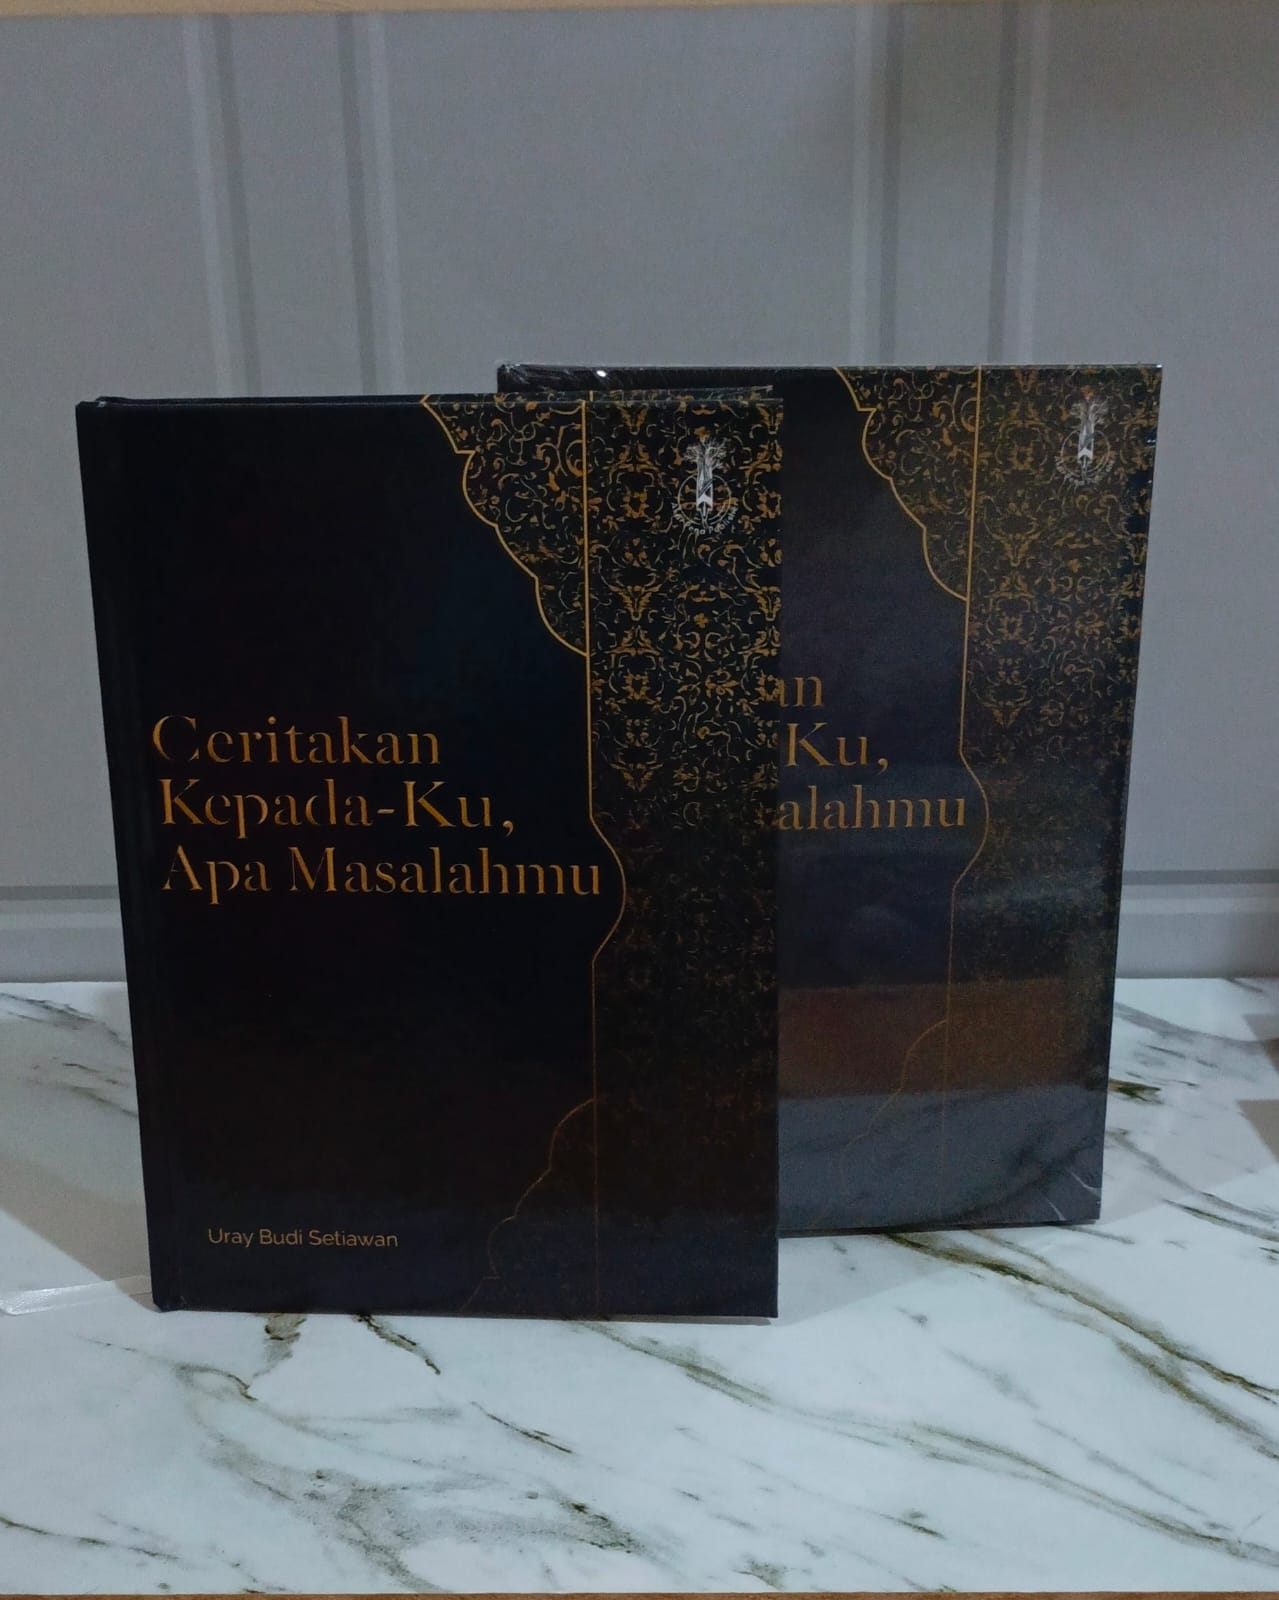 Ceritakan
Kepada-Ku,
Apa Masalahmu
Uray Budi Setiawan
an
Ku,
alahmu